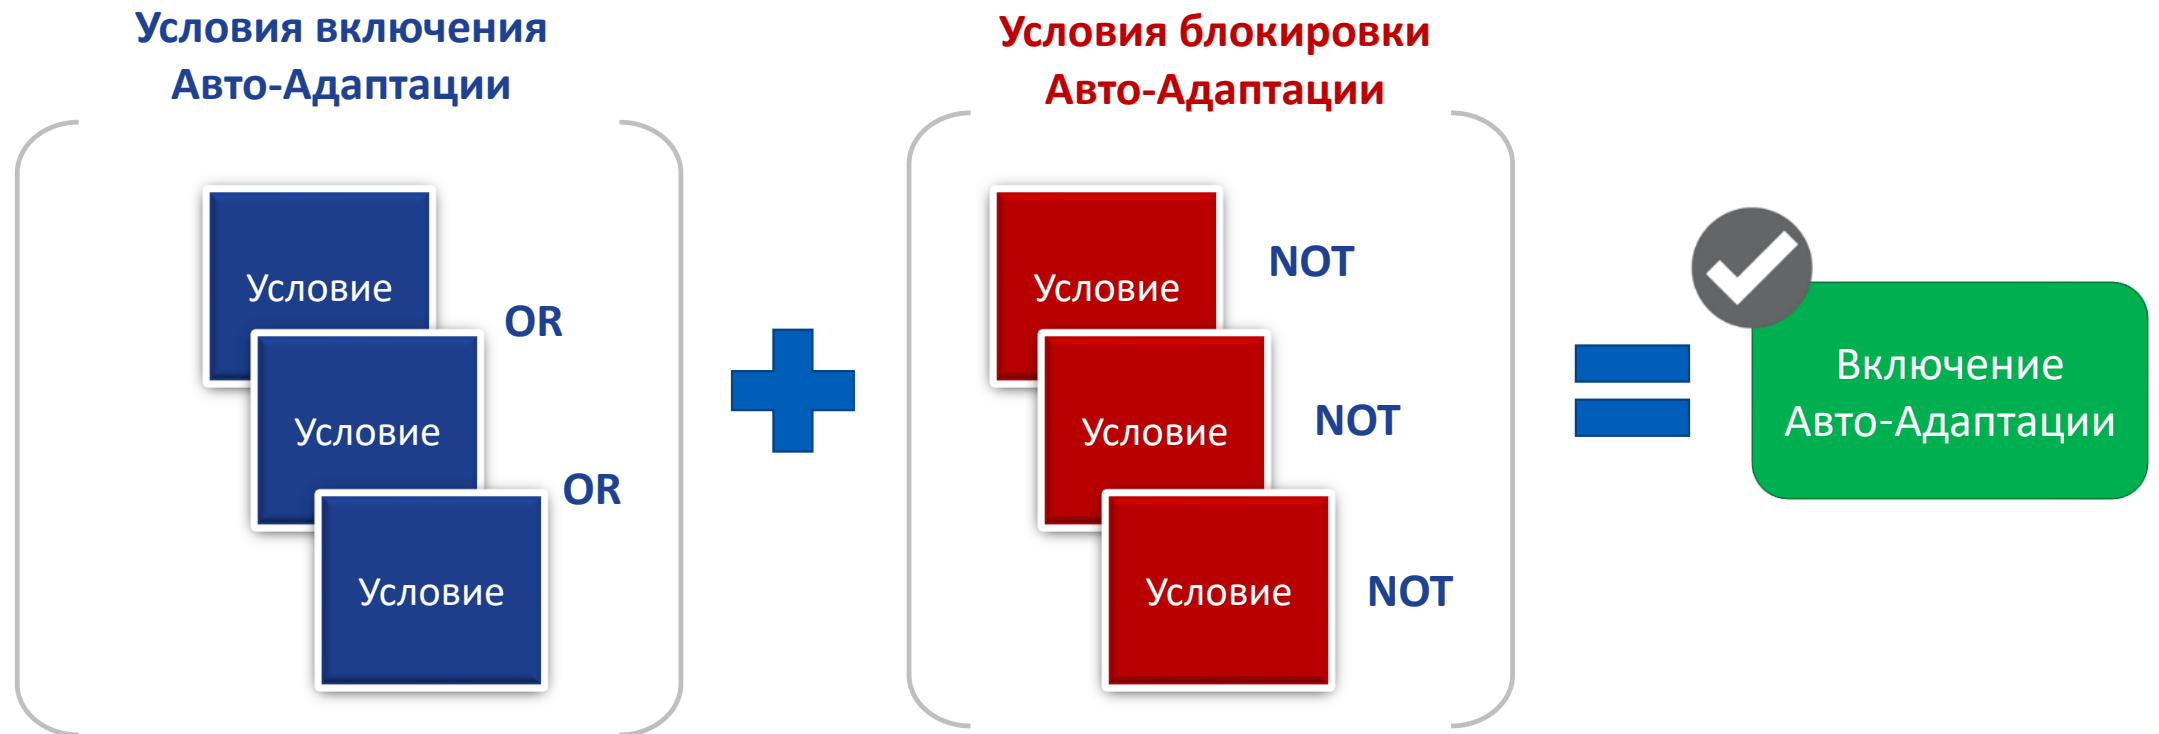 Условия включения
Авто-Адаптации
Условие
OR
Условие
OR
Условие
Условия блокировки
Авто-Адаптации
Условие
NOT
Условие
NOT
Условие
NOT
Включение
Авто-Адаптации